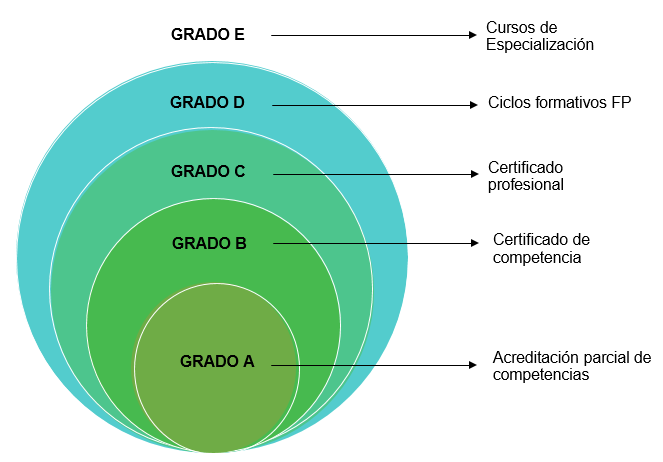 GRADO E
Cursos de
Especialización
GRADO D
Ciclos formativos FP
GRADO C
Certificado
profesional
GRADO B
Certificado de
competencia
GRADO A
Acreditación parcial de
competencias